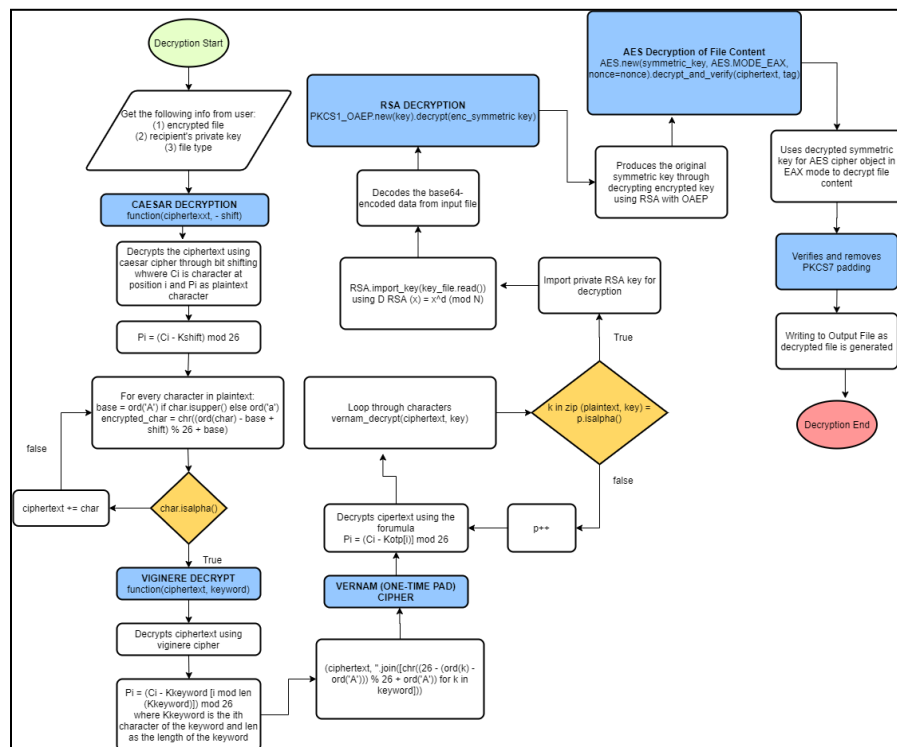 Decryption Start
Get the following info from user:
(1) encrypted file
(2) recipient's private key
(3) file type
CAESAR DECRYPTION
function(ciphertexxt, - shift)
Decrypts the ciphertext using
caesar cipher through bit shifting
whwere Ci is character at
position i and Pi as plaintext
character
Pi = (Ci - Kshift) mod 26
For every character in plaintext:
base = ord('A') if char.isupper() else ord('a')
encrypted_char = chr((ord(char) - base +
shift) % 26 + base)
false
ciphertext += char
char.isalpha()
True
VIGINERE DECRYPT
function(ciphertext, keyword)
Decrypts ciphertext using
viginere cipher
Pi = (Ci - Kkeyword [i mod len
(Kkeyword)]) mod 26
where Kkeyword is the ith
character of the keyword and len
as the length of the keyword
(ciphertext, ''.join([chr((26 - (ord(k) -
ord('A'))) % 26 + ord('A')) for k in
keyword]))
VERNAM (ONE-TIME PAD)
CIPHER
Decrypts cipertext using the
forumula
Pi = (Ci - Kotp[i)] mod 26
Loop through characters
vernam_decrypt(ciphertext, key)
k in zip (plaintext, key) =
p.isalpha()
false
p++
True
Import private RSA key for
decryption
RSA.import_key(key_file.read())
using D RSA (x) = x^d (mod N)
Decodes the base64-
encoded data from input file
RSA DECRYPTION
PKCS1_OAEP.new(key).decrypt(enc_symmetric key)
Produces the original
symmetric key through
decrypting encrypted key
using RSA with OAEP
AES Decryption of File Content
AES.new(symmetric_key, AES.MODE_EAX,
nonce=nonce).decrypt_and_verify(ciphertext, tag)
Uses decrypted symmetric
key for AES cipher object in
EAX mode to decrypt file
content
Verifies and removes
PKCS7 padding
Writing to Output File as
decrypted file is generated
Decryption End